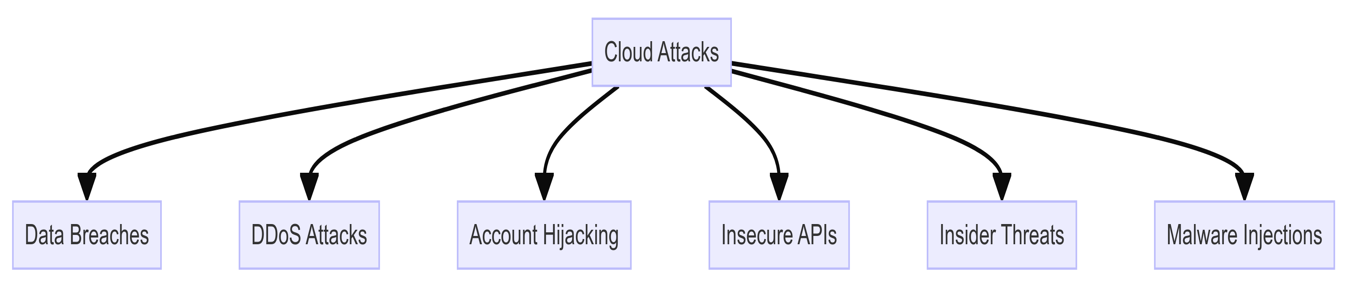 Cloud Attacks
Data Breaches
DDoS Attacks
Account Hijacking
Insecure APIs
Insider Threats
Malware Injections